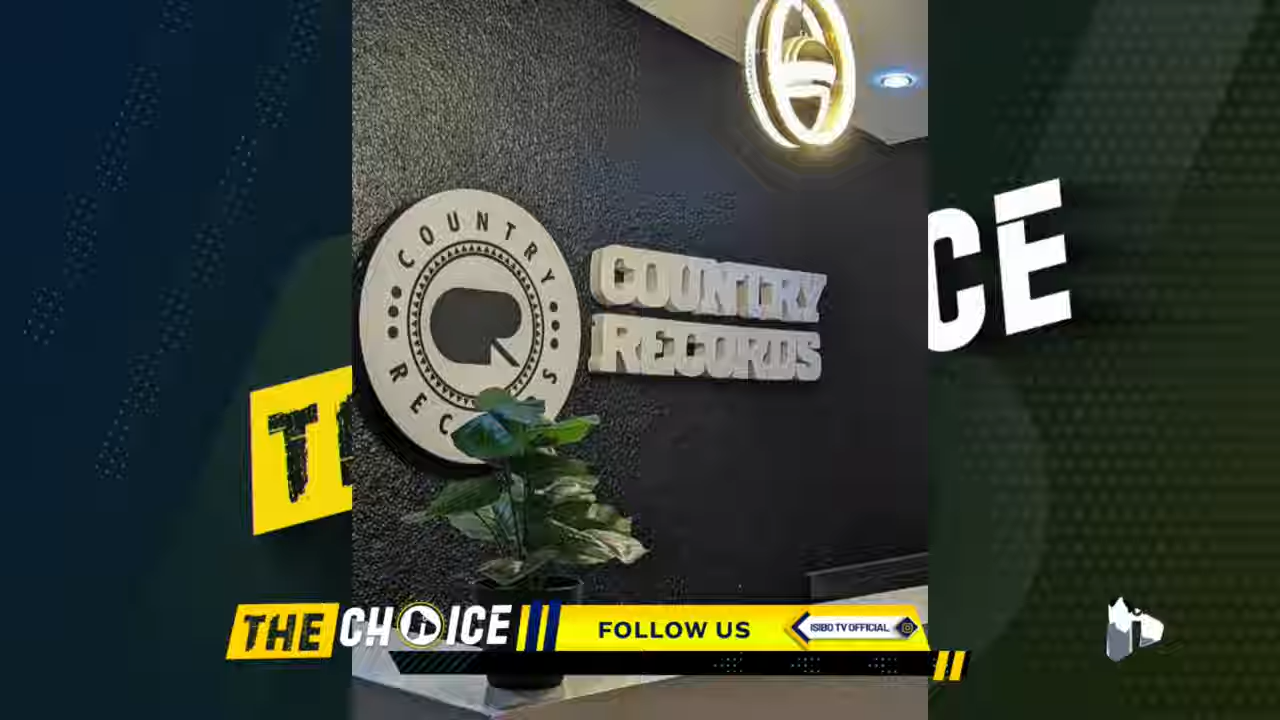 COUNTRY
RECORDS
COUNTRY
RECORDS
CE
THE CHOICE
FOLLOW US
ISIBO TV OFFICIAL